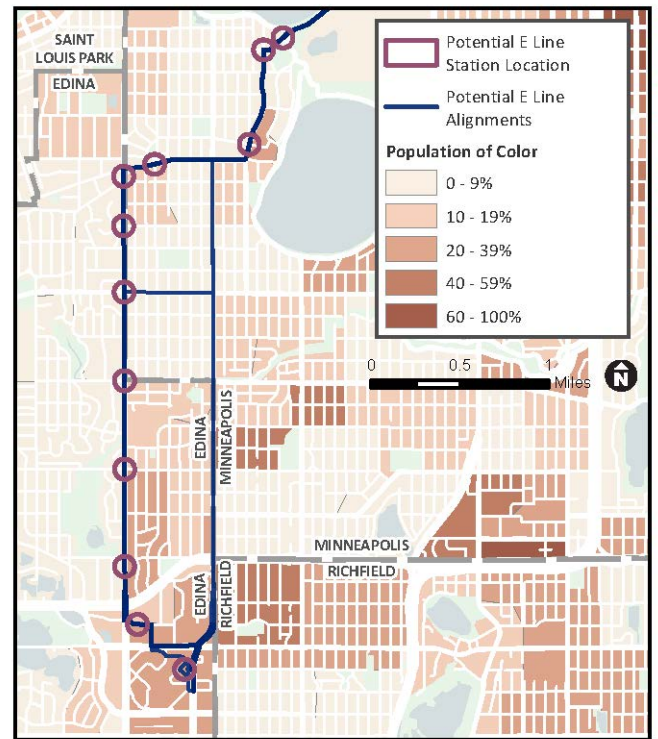 SAINT
LOUIS PARK
EDINA
Potential E Line
Station Location
Potential E Line
Alignments
Population of Color
0 - 9%
10 - 19%
20 - 39%
40 - 59%
60 - 100%
0 0.5 1
Miles
N
EDINA
MINNEAPOLIS
MINNEAPOLIS
RICHFIELD
EDINA
RICHFIELD